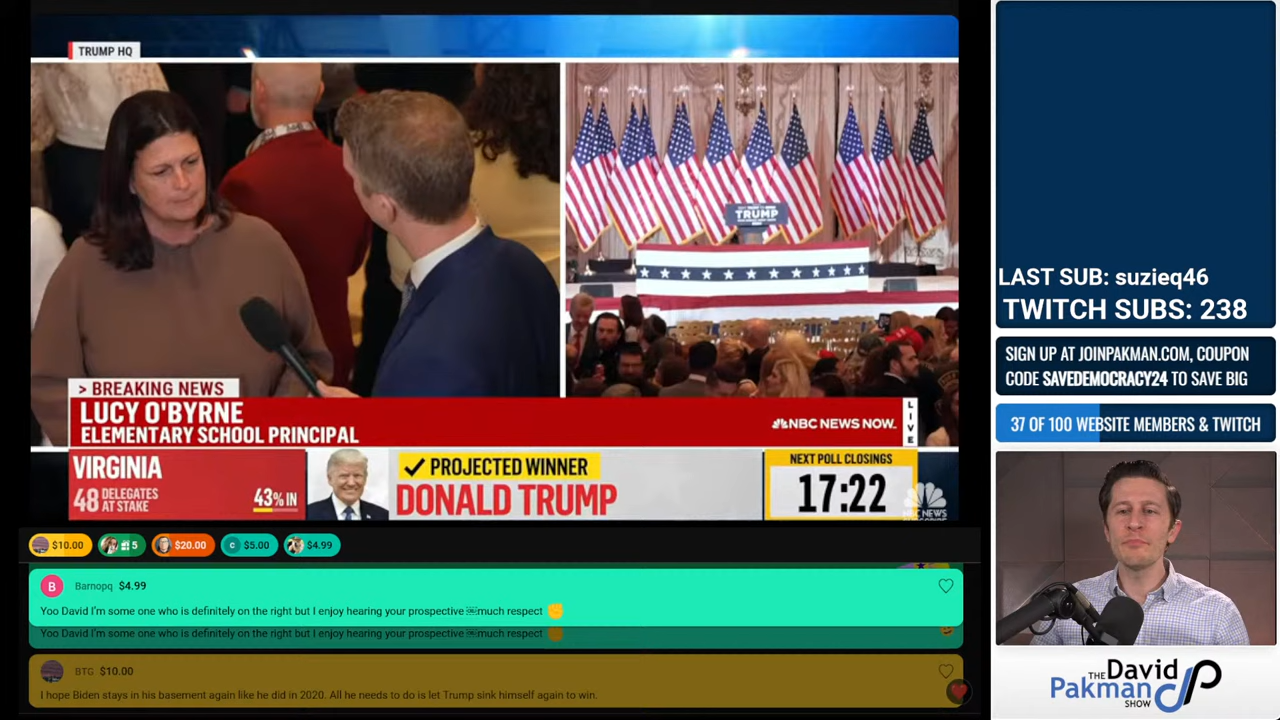 TRUMP HQ
TRUMP
> BREAKING NEWS
LUCY O'BYRNE
ELEMENTARY SCHOOL PRINCIPAL
NBC NEWS NOW.
LIVE
VIRGINIA
48 DELEGATES AT STAKE
43% IN
PROJECTED WINNER
DONALD TRUMP
NEXT POLL CLOSINGS
17:22
NBC NEWS
$10.00
5
$20.00
C $5.00
$4.99
B Barnopq $4.99
Yoo David I'm some one who is definitely on the right but I enjoy hearing your prospective much respect ✊
Yoo David I'm some one who is definitely on the right but I enjoy hearing your prospective much respect
BTG $10.00
I hope Biden stays in his basement again like he did in 2020. All he needs to do is let Trump sink himself again to win.
LAST SUB: suzieq46
TWITCH SUBS: 238
SIGN UP AT JOINPAKMAN.COM, COUPON
CODE SAVEDEMOCRACY24 TO SAVE BIG
37 OF 100 WEBSITE MEMBERS & TWITCH
THE David
Pakman
SHOW